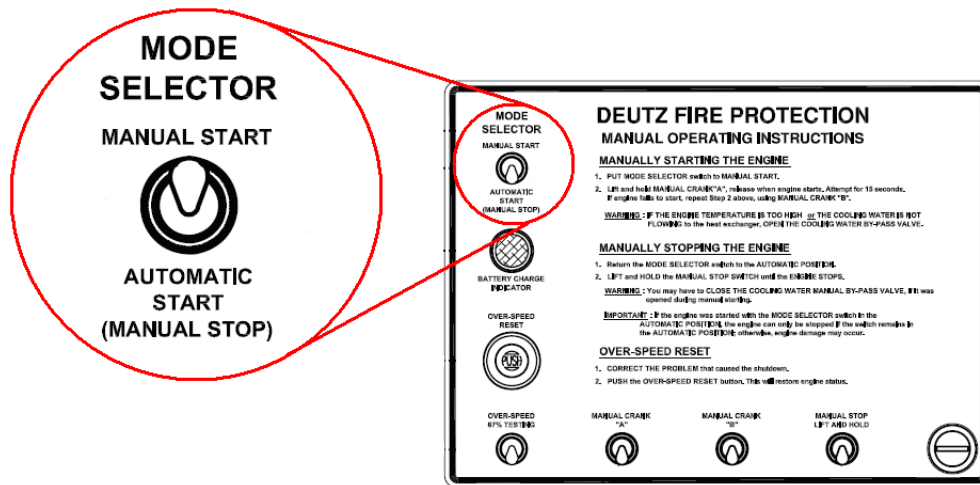 MODE
SELECTOR
MANUAL START
AUTOMATIC
START
(MANUAL STOP)
MODE
SELECTOR
MANUAL START
AUTOMATIC
START
(MANUAL STOP)
BATTERY CHARGE
INDICATOR
OVER-SPEED
RESET
PUSH
DEUTZ FIRE PROTECTION
MANUAL OPERATING INSTRUCTIONS
MANUALLY STARTING THE ENGINE
1. PUT MODE SELECTOR switch to MANUAL START.
2. Lift and hold MANUAL CRANK"A", release when engine starts. Attempt for 15 seconds.
If engine fails to start, repeat Step 2 above, using MANUAL CRANK "B".
WARNING : IF THE ENGINE TEMPERATURE IS TOO HIGH or THE COOLING WATER IS NOT
FLOWING to the heat exchanger, OPEN THE COOLING WATER BY-PASS VALVE.
MANUALLY STOPPING THE ENGINE
1. Return the MODE SELECTOR switch to the AUTOMATIC POSITION.
2. LIFT and HOLD the MANUAL STOP SWITCH until the ENGINE STOPS.
WARNING : You may have to CLOSE THE COOLING WATER MANUAL BY-PASS VALVE, if it was
opened during manual starting.
IMPORTANT : If the engine was started with the MODE SELECTOR switch in the
AUTOMATIC POSITION, the engine can only be stopped if the switch remains in
the AUTOMATIC POSITION: otherwise, engine damage may occur.
OVER-SPEED RESET
1. CORRECT THE PROBLEM that caused the shutdown.
2. PUSH the OVER-SPEED RESET button. This will restore engine status.
OVER-SPEED
67% TESTING
MANUAL CRANK
"A"
MANUAL CRANK
"B"
MANUAL STOP
LIFT AND HOLD